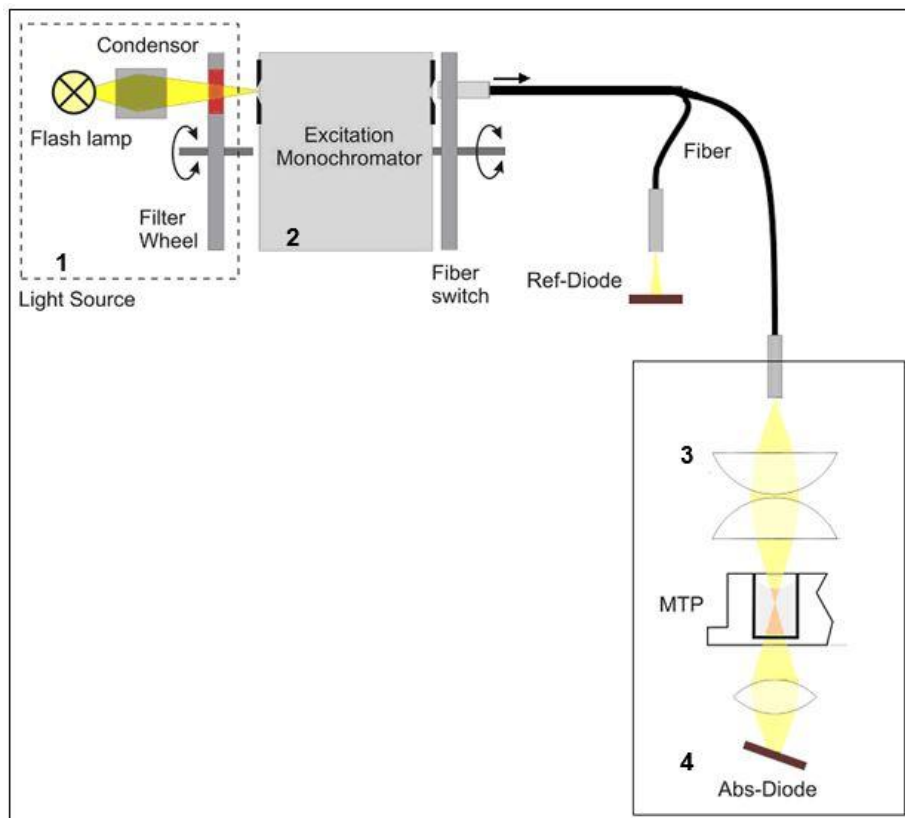 Condensor
Flash lamp
Excitation
Monochromator
Fiber
Filter
Wheel
2
1
Light Source
Fiber
switch
Ref-Diode
3
MTP
4
Abs-Diode